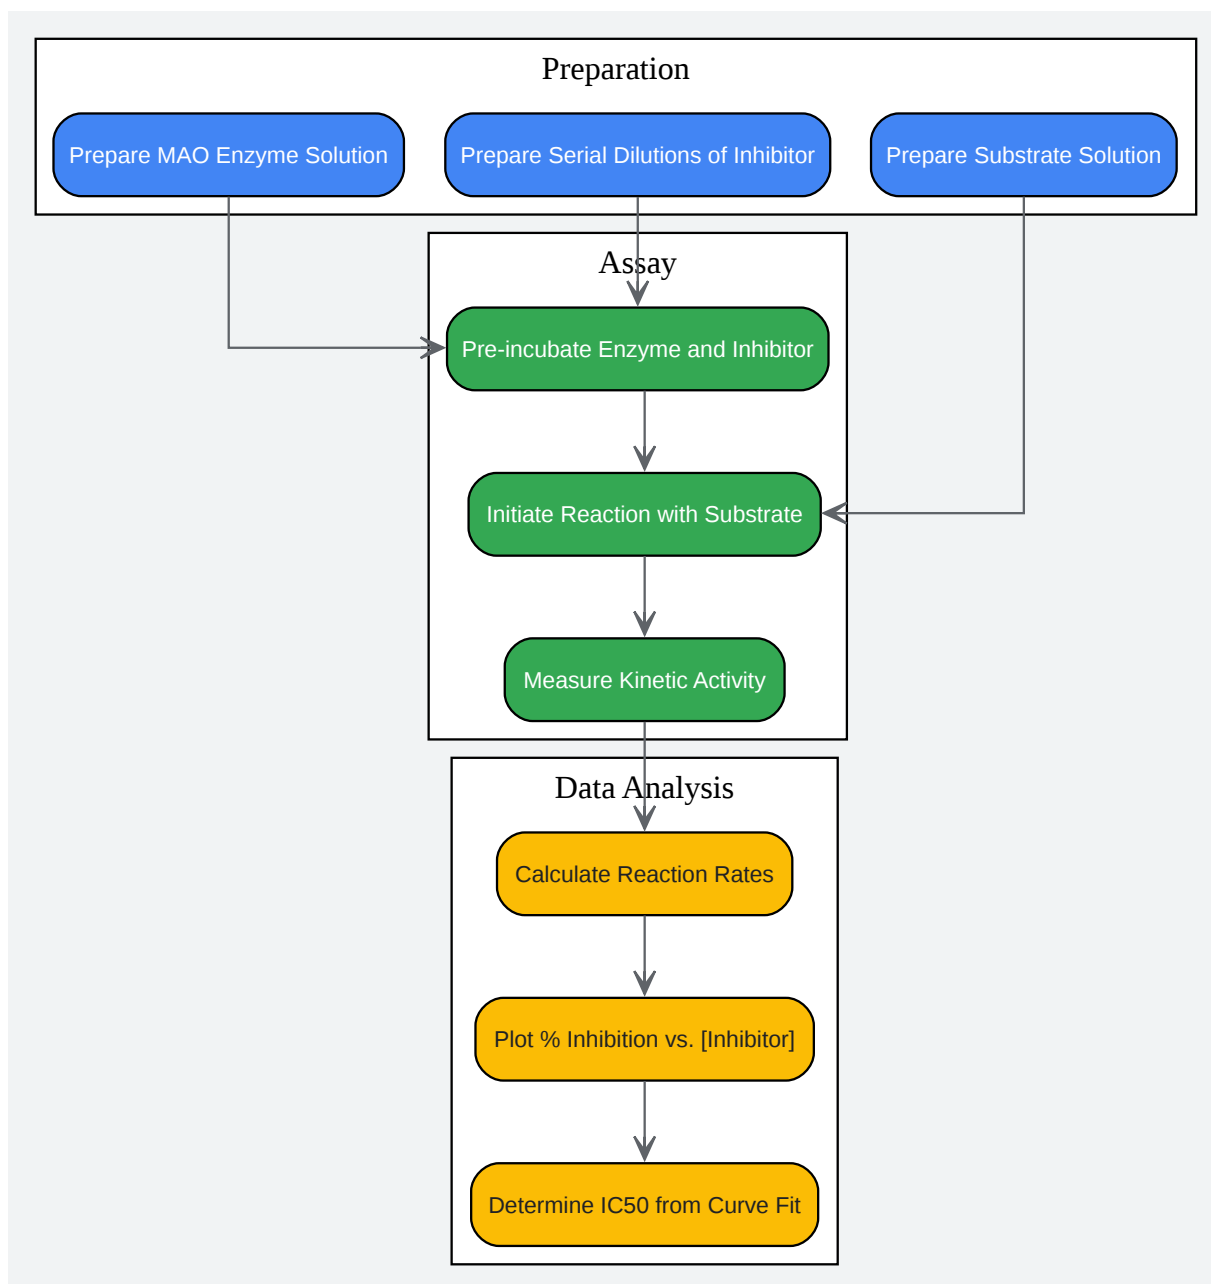 Preparation
Prepare MAO Enzyme Solution
Prepare Serial Dilutions of Inhibitor
Prepare Substrate Solution
Assay
Pre-incubate Enzyme and Inhibitor
Initiate Reaction with Substrate
Measure Kinetic Activity
Data Analysis
Calculate Reaction Rates
Plot % Inhibition vs. [Inhibitor]
Determine IC50 from Curve Fit